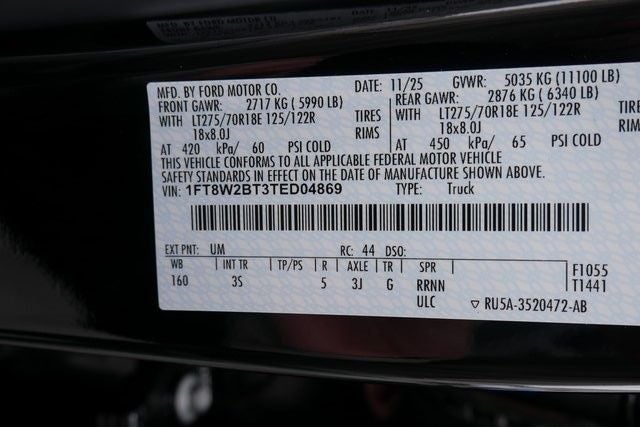 MFD. BY FORD MOTOR CO. DATE: 11/25 GVWR: 5035 KG (11100 LB)
FRONT GAWR: 2717 KG ( 5990 LB) REAR GAWR: 2876 KG ( 6340 LB)
WITH LT275/70R18E 125/122R TIRES WITH LT275/70R18E 125/122R TIRES
18x8.0J RIMS 18x8.0J RIMS
AT 420 kPa/ 60 PSI COLD AT 450 kPa/ 65 PSI COLD
THIS VEHICLE CONFORMS TO ALL APPLICABLE FEDERAL MOTOR VEHICLE
SAFETY STANDARDS IN EFFECT ON THE DATE OF MANUFACTURE SHOWN ABOVE.
VIN: 1FT8W2BT3TED04869 TYPE: Truck
EXT PNT: UM RC: 44 DSO:
WB INT TR TP/PS R AXLE TR SPR F1055
160 3S 5 3J G RRNN T1441
ULC ▽ RU5A-3520472-AB